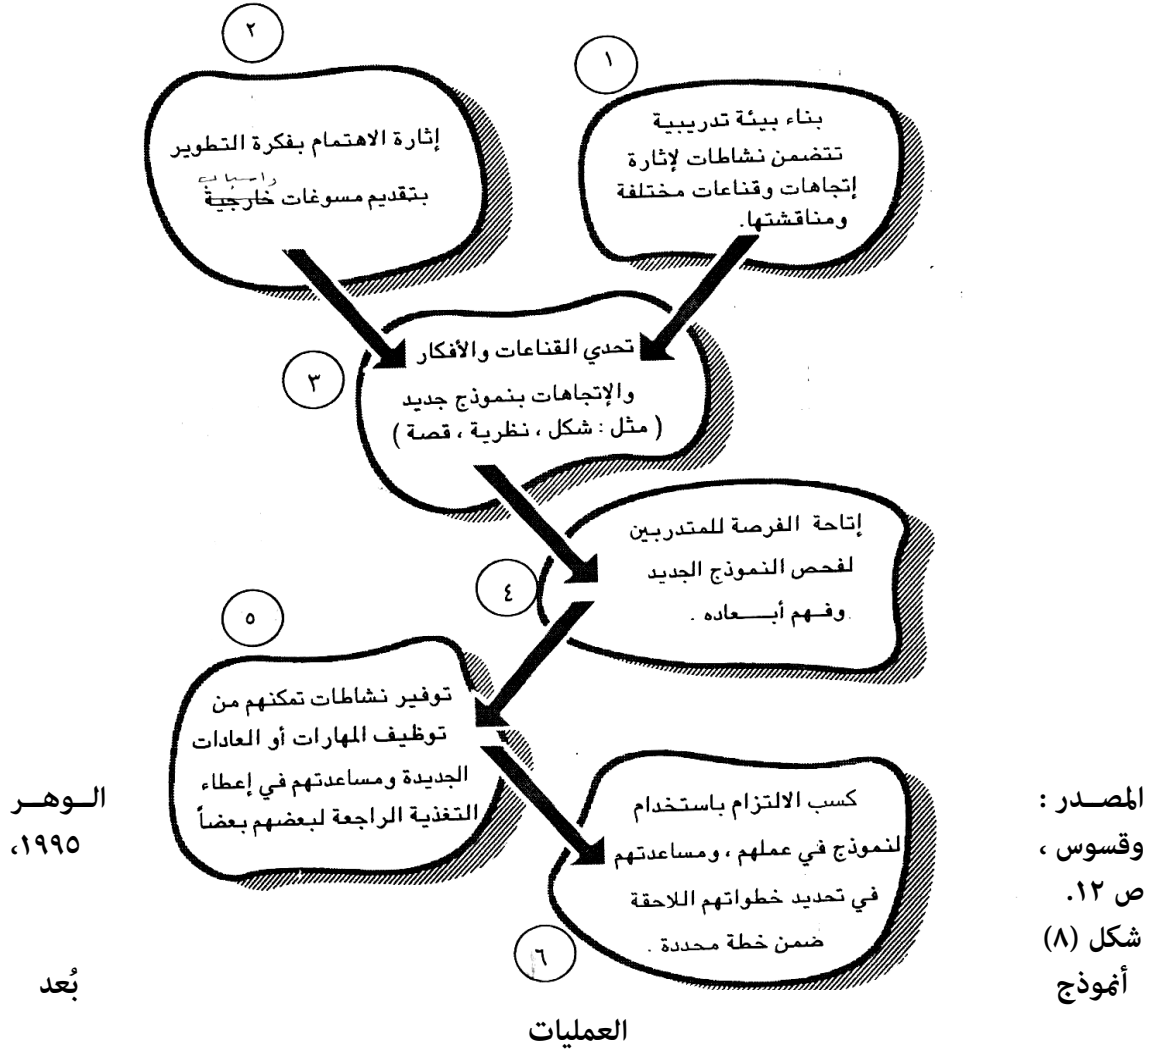 ١
بناء بيئة تدريبية
تتضمن نشاطات لإثارة
إتجاهات وقناعات مختلفة
ومناقشتها.
٢
إثارة الاهتمام بفكرة التطوير
بتقديم مسوغات خارجية
٣
تحدي القناعات والأفكار
والإتجاهات بنموذج جديد
( مثل : شكل ، نظرية ، قصة )
٤
إتاحة الفرصة للمتدربين
لفحص النموذج الجديد
وفهم أبـــعاده .
٥
توفير نشاطات تمكنهم من
توظيف المهارات أو العادات
الجديدة ومساعدتهم في إعطاء
التغذية الراجعة لبعضهم بعضاً
٦
كسب الالتزام باستخدام
لنموذج في عملهم ، ومساعدتهم
في تحديد خطواتهم اللاحقة
ضمن خطة محددة .
المصــدر : الــوهــر
وقسوس ، ١٩٩٥،
ص ١٢.
شكل (٨)
أنموذج بُعد
العمليات